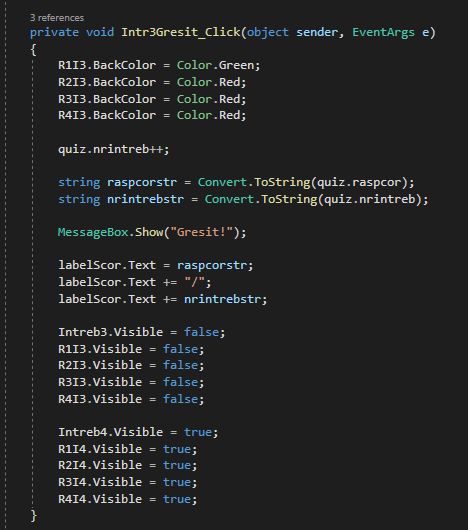 3 references
private void Intr3Gresit_Click(object sender, EventArgs e)
{
R1I3.BackColor = Color.Green;
R2I3.BackColor = Color.Red;
R3I3.BackColor = Color.Red;
R4I3.BackColor = Color.Red;
quiz.nrintreb++;
string raspcorstr = Convert.ToString(quiz.raspcor);
string nrintrebstr = Convert.ToString(quiz.nrintreb);
MessageBox.Show("Gresit!");
labelScor.Text = raspcorstr;
labelScor.Text += "/";
labelScor.Text += nrintrebstr;
Intreb3.Visible = false;
R1I3.Visible = false;
R2I3.Visible = false;
R3I3.Visible = false;
R4I3.Visible = false;
Intreb4.Visible = true;
R1I4.Visible = true;
R2I4.Visible = true;
R3I4.Visible = true;
R4I4.Visible = true;
}